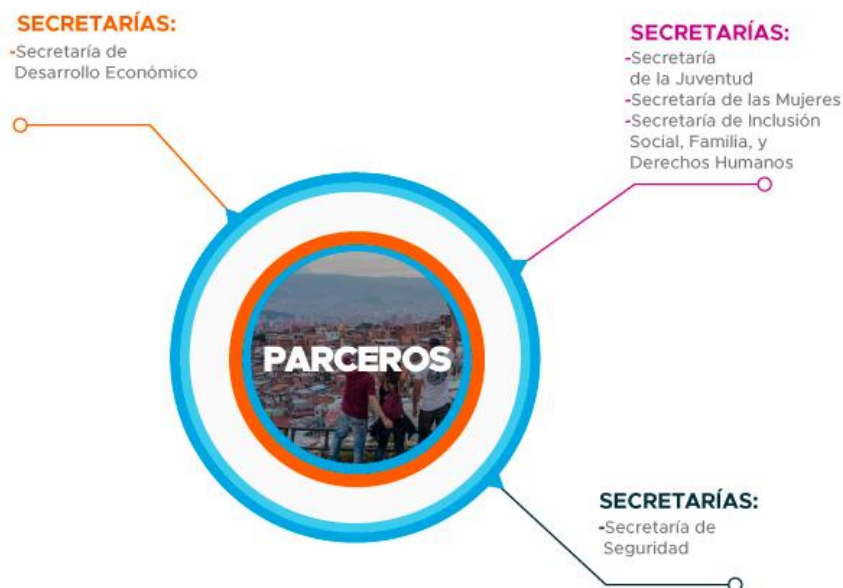 SECRETARÍAS:
-Secretaría de
Desarrollo Económico
SECRETARÍAS:
-Secretaría
de la Juventud
-Secretaría de las Mujeres
-Secretaría de Inclusión
Social, Familia, y
Derechos Humanos
PARCEROS
SECRETARÍAS:
-Secretaría de
Seguridad